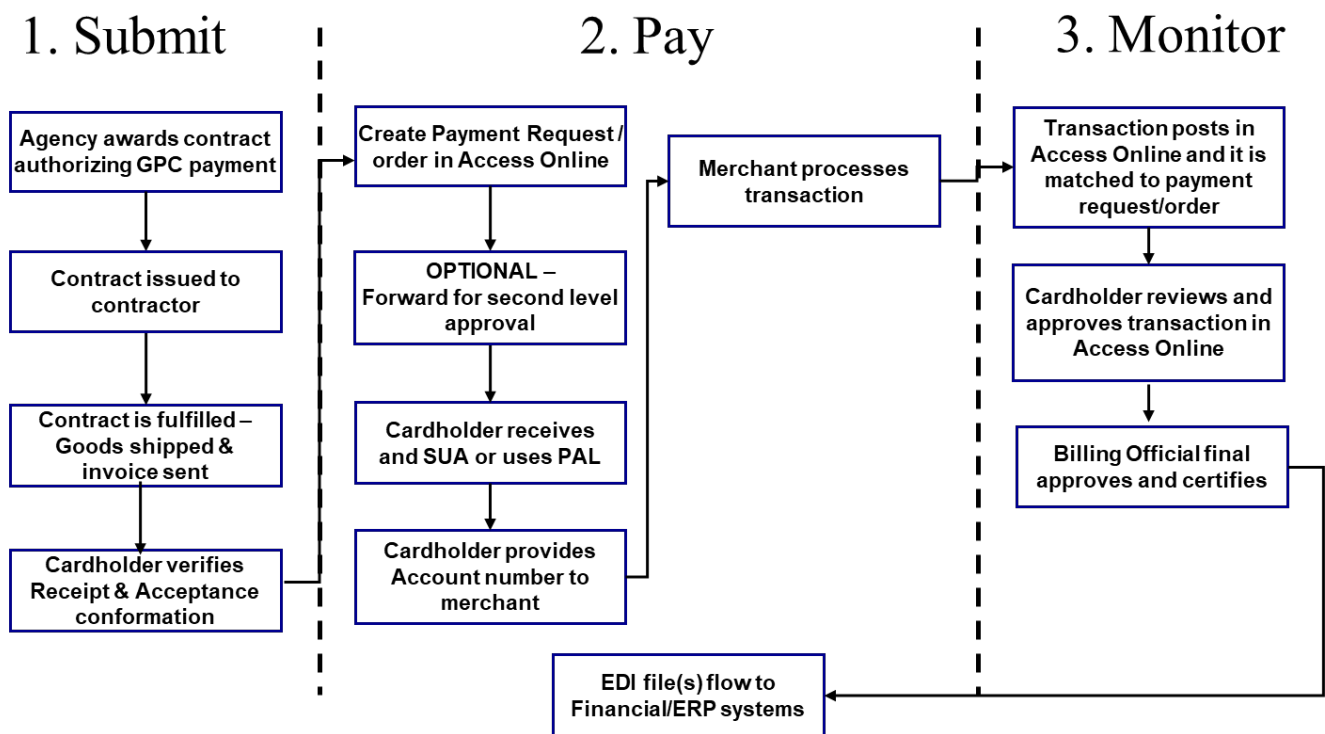 1. Submit
2. Pay
3. Monitor
Agency awards contract
authorizing GPC payment
Contract issued to
contractor
Contract is fulfilled –
Goods shipped &
invoice sent
Cardholder verifies
Receipt & Acceptance
conformation
Create Payment Request /
order in Access Online
OPTIONAL –
Forward for second level
approval
Cardholder receives
and SUA or uses PAL
Cardholder provides
Account number to
merchant
Merchant processes
transaction
Transaction posts in
Access Online and it is
matched to payment
request/order
Cardholder reviews and
approves transaction in
Access Online
Billing Official final
approves and certifies
EDI file(s) flow to
Financial/ERP systems